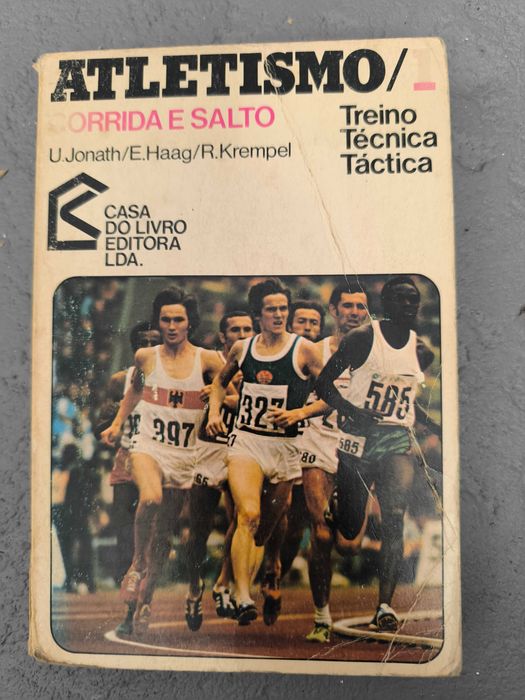 ATLETISMO/1
CORRIDA E SALTO
U.Jonath/E.Haag/R.Krempel
Treino
Técnica
Táctica
CASA
DO LIVRO
EDITORA
LDA.
397
327
585
585
80